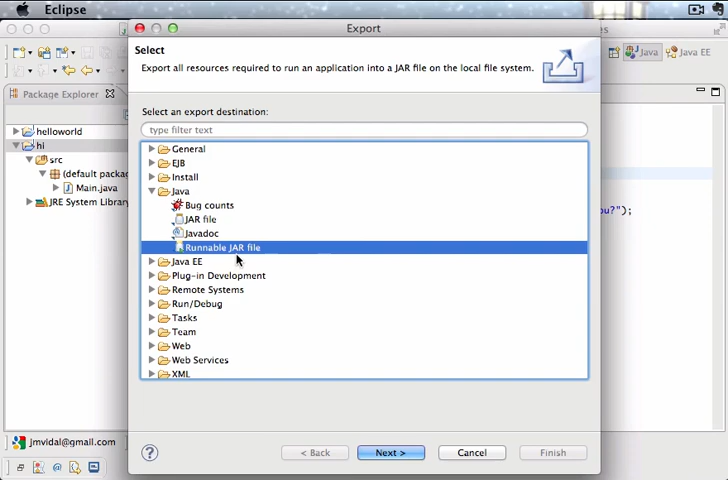 Eclipse
Export
es
Java
Java EE
Select
Export all resources required to run an application into a JAR file on the local file system.
Package Explorer
Select an export destination:
type filter text
helloworld
hi
src
(default packa
Main.java
JRE System Library
General
EJB
Install
Java
Bug counts
JAR file
Javadoc
Runnable JAR file
Java EE
Plug-in Development
Remote Systems
Run/Debug
Tasks
Team
Web
Web Services
XML
ou?");
jmvidal@gmail.com
?
< Back
Next >
Cancel
Finish